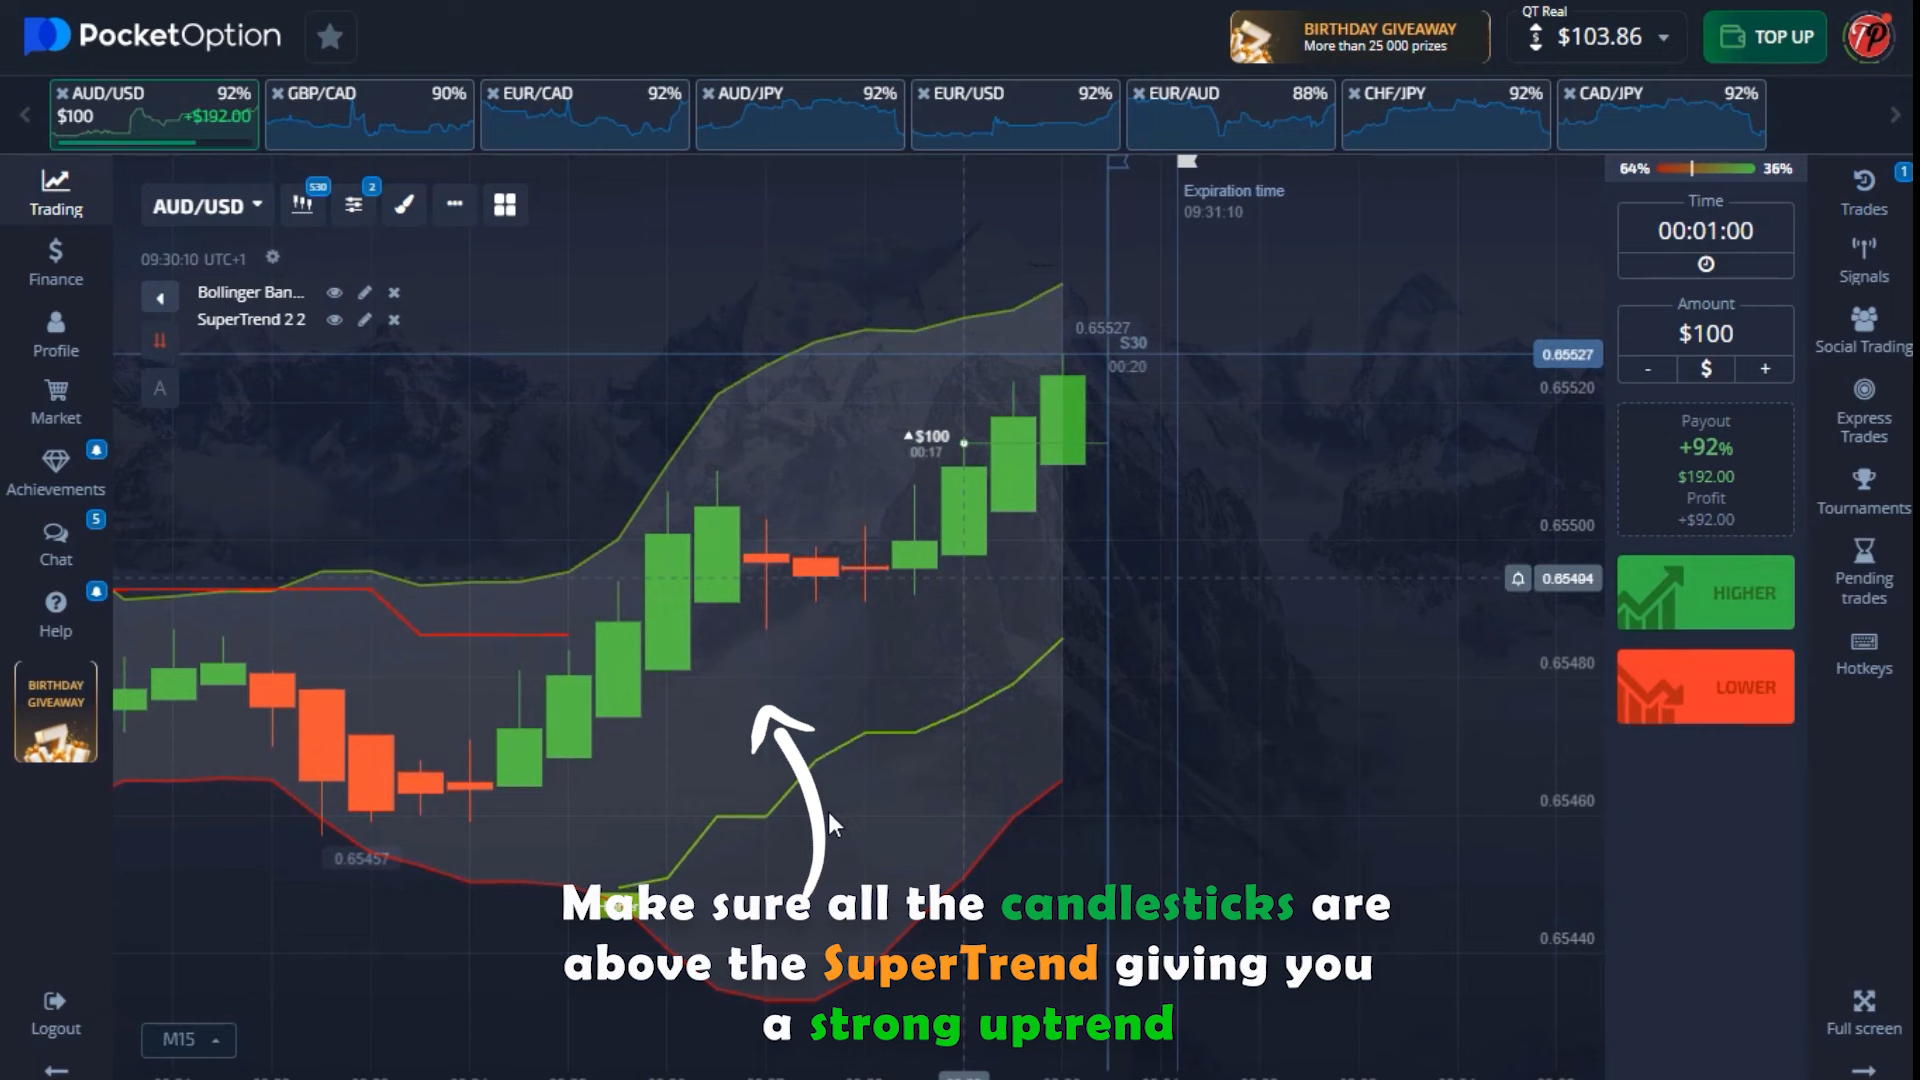 PocketOption
BIRTHDAY GIVEAWAY
More than 25 000 prizes
QT Real
$103.86
TOP UP
AUD/USD 92%
$100 +$192.00
GBP/CAD 90%
EUR/CAD 92%
AUD/JPY 92%
EUR/USD 92%
EUR/AUD 88%
CHF/JPY 92%
CAD/JPY 92%
Trading
Finance
Profile
Market
Achievements
5
Chat
Help
BIRTHDAY
GIVEAWAY
Logout
AUD/USD
S30
2
09:30:10 UTC+1
Bollinger Ban...
SuperTrend 2 2
A
Expiration time
09:31:10
0.65527
S30
00:20
$100
00:17
0.65457
0.65527
0.65520
0.65500
0.65494
0.65480
0.65460
0.65440
M15
Make sure all the candlesticks are
above the SuperTrend giving you
a strong uptrend
64% 36%
Time
00:01:00
Amount
$100
- $ +
Payout
+92%
$192.00
Profit
+$92.00
HIGHER
LOWER
1
Trades
Signals
Social Trading
Express
Trades
Tournaments
Pending
trades
Hotkeys
Full screen